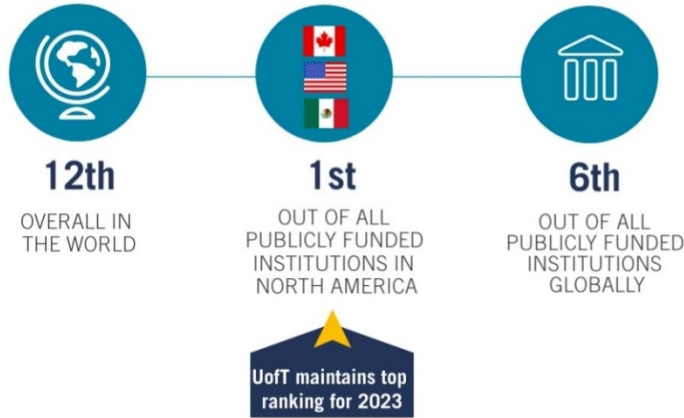 12th
OVERALL IN
THE WORLD
1st
OUT OF ALL
PUBLICLY FUNDED
INSTITUTIONS IN
NORTH AMERICA
6th
OUT OF ALL
PUBLICLY FUNDED
INSTITUTIONS
GLOBALLY
UofT maintains top
ranking for 2023